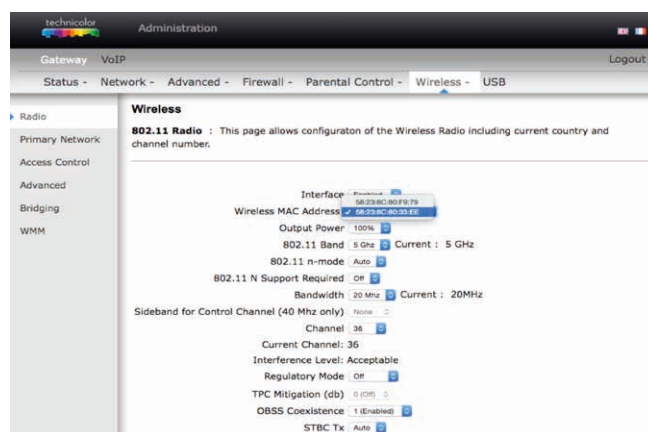 technicolor
Administration
Gateway VoIP Logout
Status - Network - Advanced - Firewall - Parental Control - Wireless - USB
Radio
Primary Network
Access Control
Advanced
Bridging
WMM
Wireless
802.11 Radio : This page allows configuraton of the Wireless Radio including current country and
channel number.
Interface Enabled
58:23:8C:80:F9:79
Wireless MAC Address ✓ 58:23:8C:80:33:EE
Output Power 100%
802.11 Band 5 Ghz Current : 5 GHz
802.11 n-mode Auto
802.11 N Support Required Off
Bandwidth 20 Mhz Current : 20MHz
Sideband for Control Channel (40 Mhz only) None
Channel 36
Current Channel: 36
Interference Level: Acceptable
Regulatory Mode Off
TPC Mitigation (db) 0 (Off)
OBSS Coexistence 1 (Enabled)
STBC Tx Auto